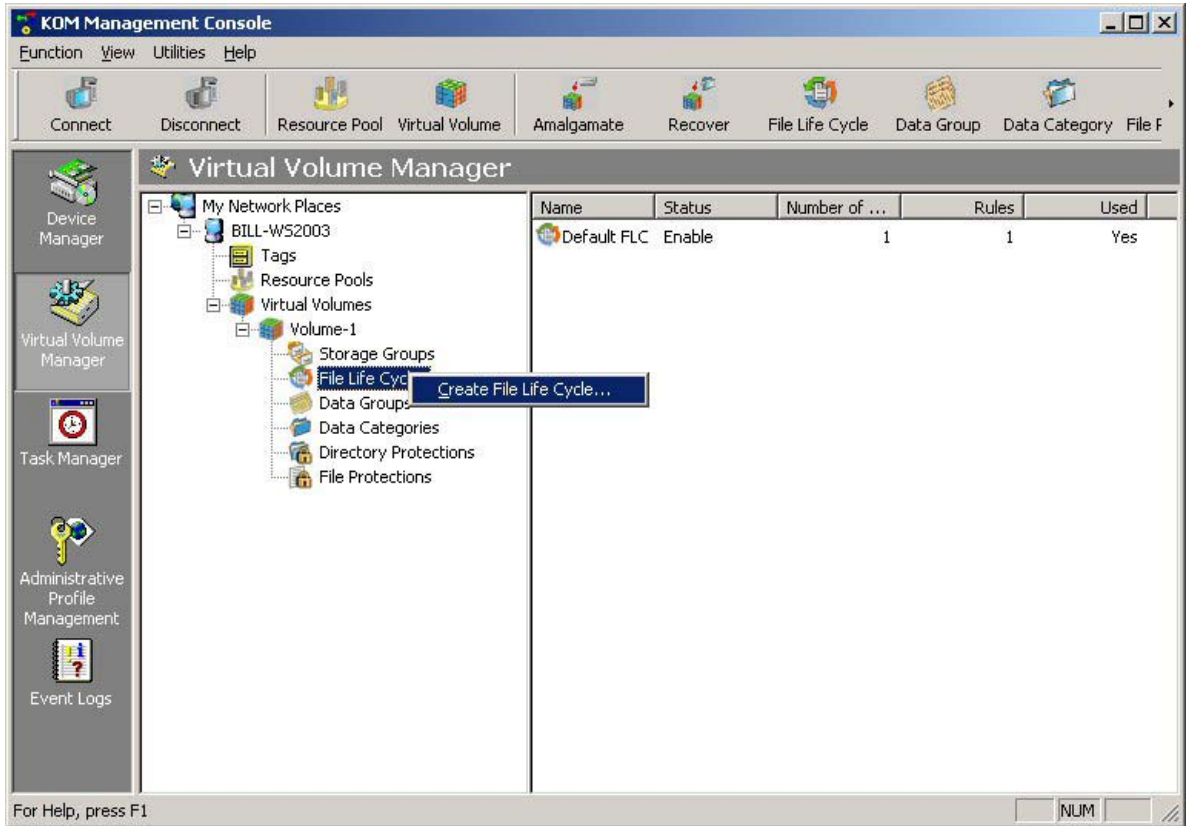 KOM Management Console
Function View Utilities Help
Connect Disconnect Resource Pool Virtual Volume Amalgamate Recover File Life Cycle Data Group Data Category File
Virtual Volume Manager
Device
Manager
Virtual Volume
Manager
Task Manager
Administrative
Profile
Management
Event Logs
My Network Places
BILL-WS2003
Tags
Resource Pools
Virtual Volumes
Volume-1
Storage Groups
File Life Cyc
Create File Life Cycle...
Data Groups
Data Categories
Directory Protections
File Protections
Name Status Number of ... Rules Used
Default FLC Enable 1 1 Yes
For Help, press F1
NUM